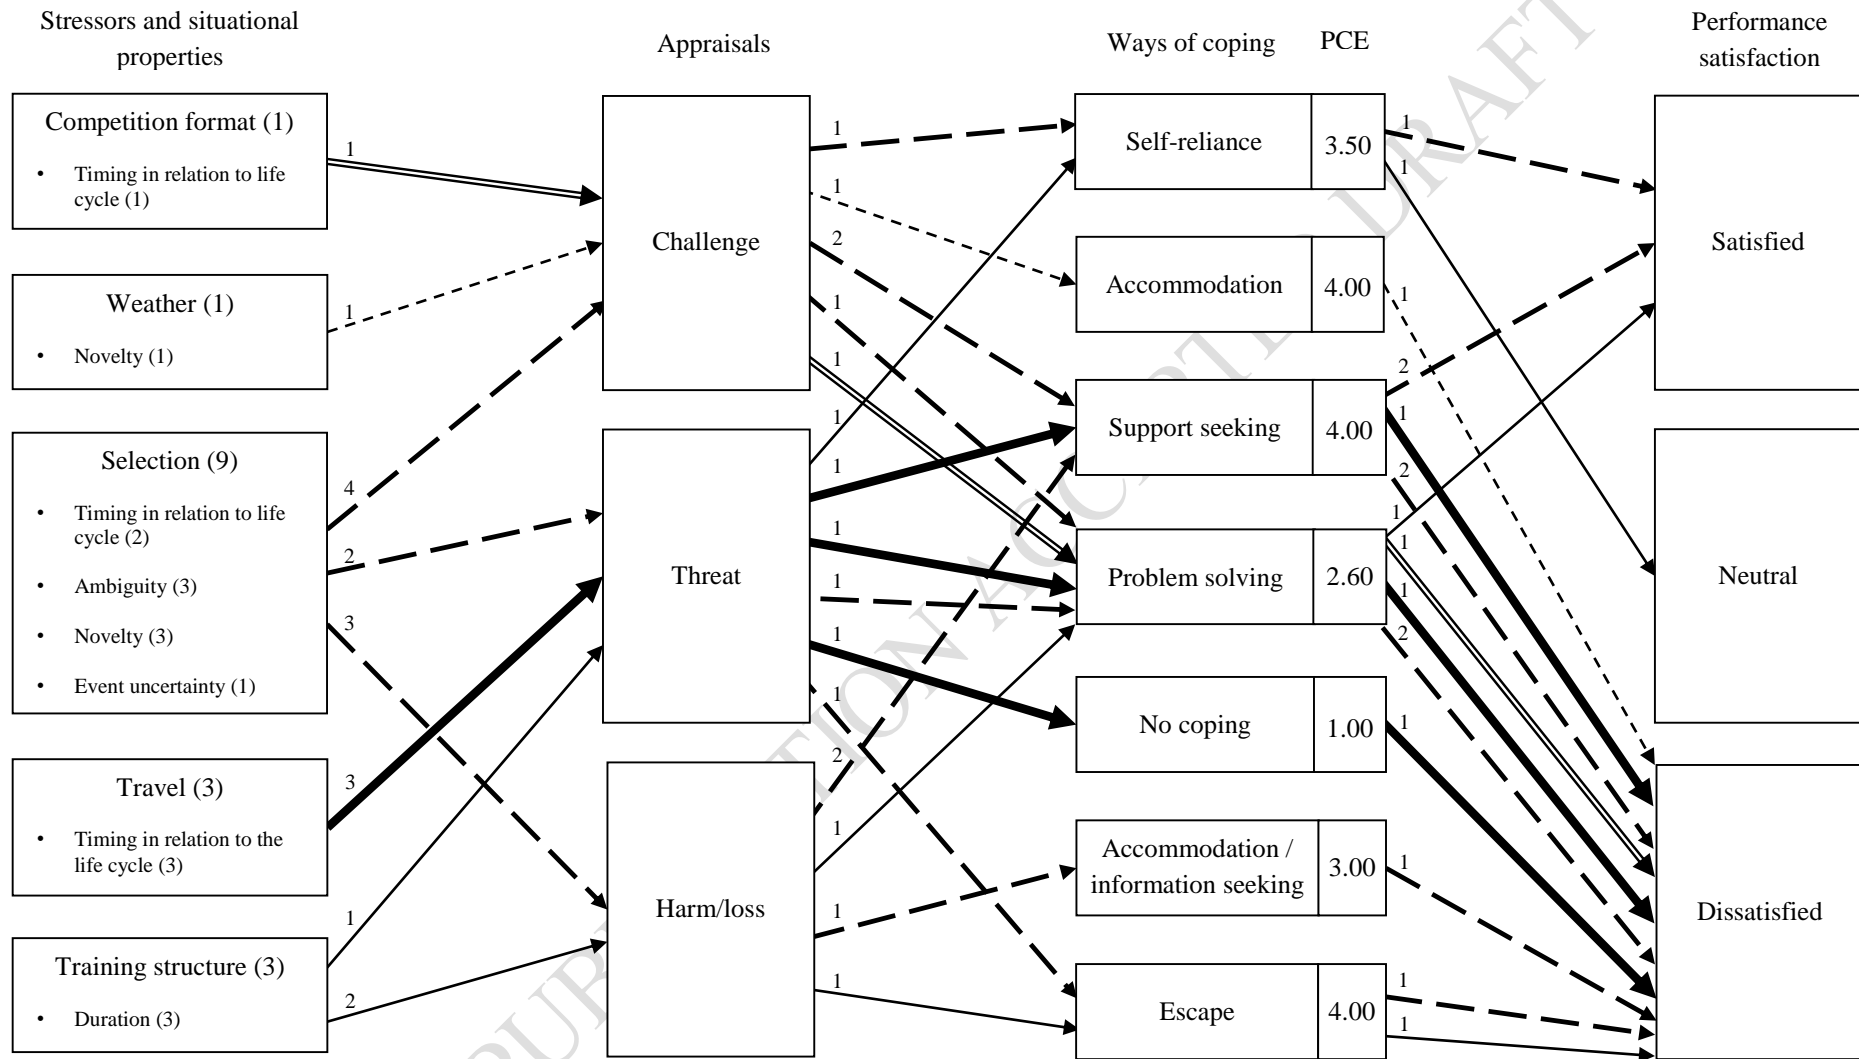 Stressors and situational
properties
Appraisals
Ways of coping
PCE
Performance
satisfaction
Competition format (1)
• Timing in relation to life
cycle (1)
Weather (1)
• Novelty (1)
Selection (9)
• Timing in relation to life
cycle (2)
• Ambiguity (3)
• Novelty (3)
• Event uncertainty (1)
Travel (3)
• Timing in relation to the
life cycle (3)
Training structure (3)
• Duration (3)
1
1
4
2
3
3
1
2
Challenge
Threat
Harm/loss
1
1
2
1
1
1
1
1
1
1
1
2
1
1
1
Self-reliance
3.50
Accommodation
4.00
Support seeking
4.00
Problem solving
2.60
No coping
1.00
Accommodation /
information seeking
3.00
Escape
4.00
1
1
1
2
1
2
1
1
1
2
1
1
1
1
Satisfied
Neutral
Dissatisfied